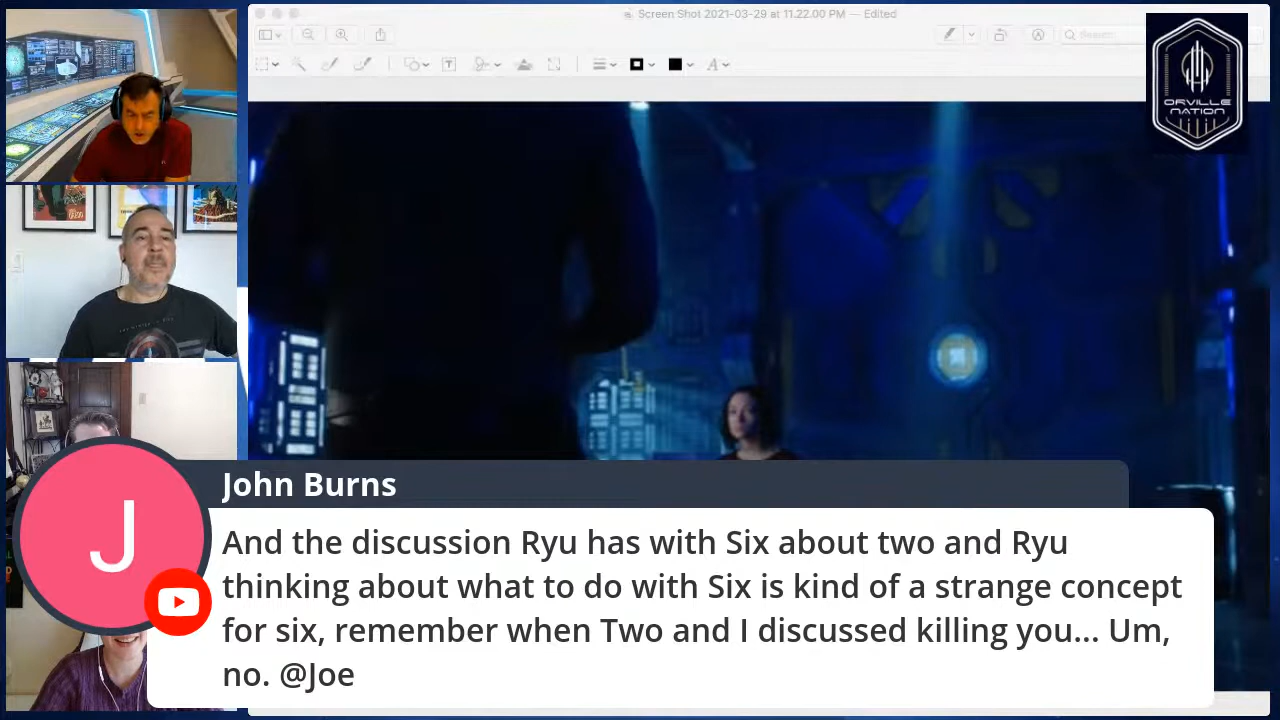 Screen Shot 2021-03-29 at 11.22.00 PM — Edited
Search
ORVILLE
NATION
J
John Burns
And the discussion Ryu has with Six about two and Ryu
thinking about what to do with Six is kind of a strange concept
for six, remember when Two and I discussed killing you... Um,
no. @Joe